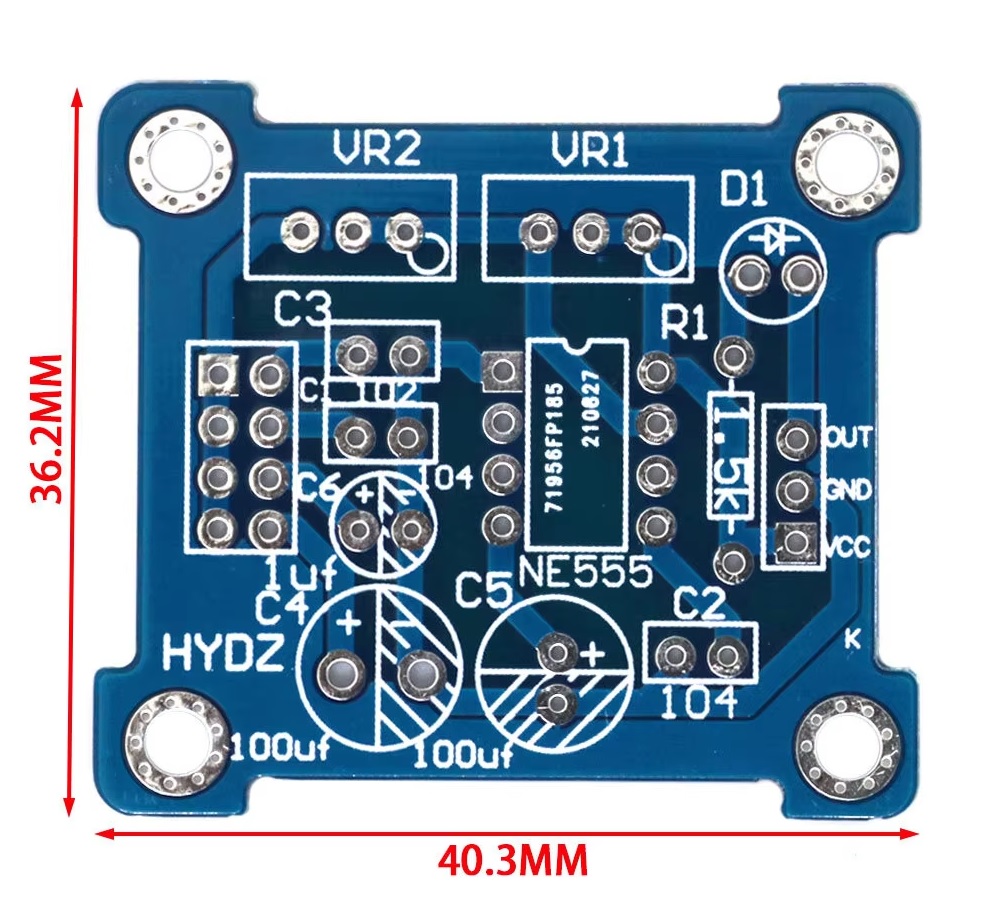 VR2
VR1
D1
C3
R1
102
1.5k
OUT
71956FP185
210827
GND
104
C6
VCC
1uf
NE555
C5
C4
C2
K
HYDZ
104
100uf
100uf
36.2MM
40.3MM